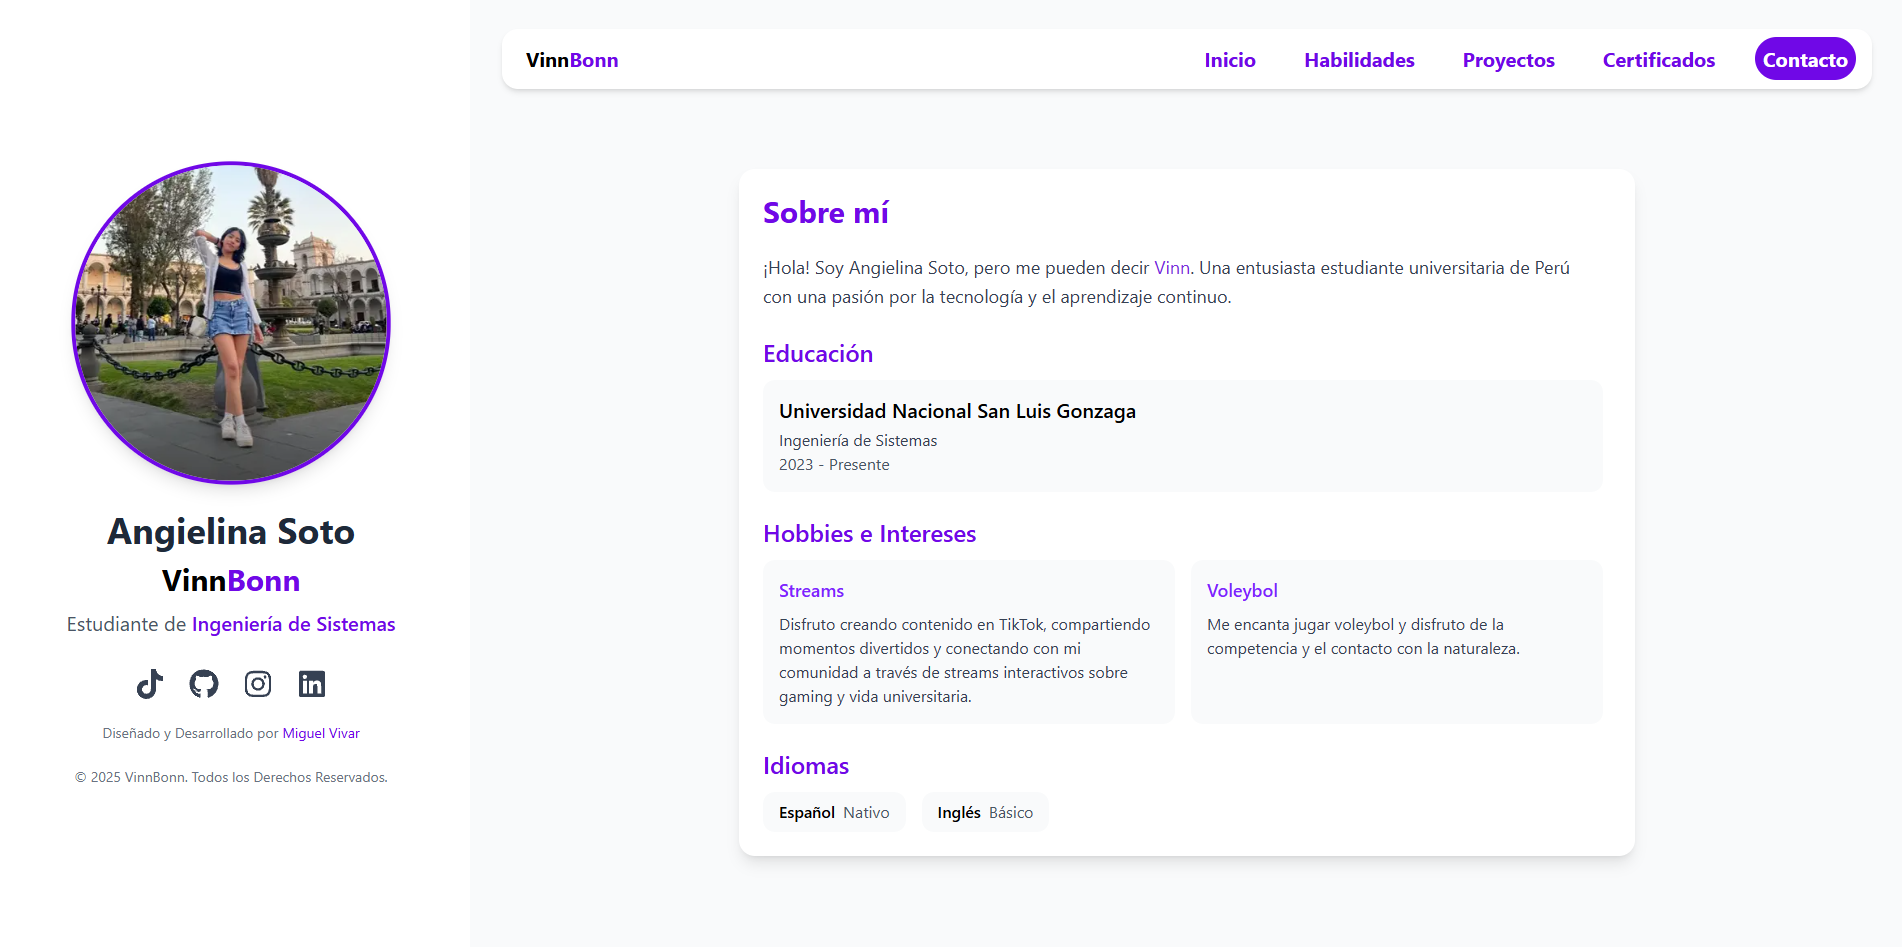 VinnBonn
Inicio
Habilidades
Proyectos
Certificados
Contacto
Angielina Soto
VinnBonn
Estudiante de Ingeniería de Sistemas
Diseñado y Desarrollado por Miguel Vivar
© 2025 VinnBonn. Todos los Derechos Reservados.
Sobre mí
¡Hola! Soy Angielina Soto, pero me pueden decir Vinn. Una entusiasta estudiante universitaria de Perú
con una pasión por la tecnología y el aprendizaje continuo.
Educación
Universidad Nacional San Luis Gonzaga
Ingeniería de Sistemas
2023 - Presente
Hobbies e Intereses
Streams
Disfruto creando contenido en TikTok, compartiendo
momentos divertidos y conectando con mi
comunidad a través de streams interactivos sobre
gaming y vida universitaria.
Voleybol
Me encanta jugar voleybol y disfruto de la
competencia y el contacto con la naturaleza.
Idiomas
Español Nativo
Inglés Básico